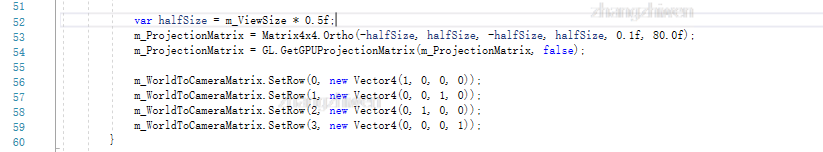 51
52 var halfSize = m_ViewSize * 0.5f;
53 m_ProjectionMatrix = Matrix4x4.Ortho(-halfSize, halfSize, -halfSize, halfSize, 0.1f, 80.0f);
54 m_ProjectionMatrix = GL.GetGPUProjectionMatrix(m_ProjectionMatrix, false);
55
56 m_WorldToCameraMatrix.SetRow(0, new Vector4(1, 0, 0, 0));
57 m_WorldToCameraMatrix.SetRow(1, new Vector4(0, 0, 1, 0));
58 m_WorldToCameraMatrix.SetRow(2, new Vector4(0, 1, 0, 0));
59 m_WorldToCameraMatrix.SetRow(3, new Vector4(0, 0, 0, 1));
60 }